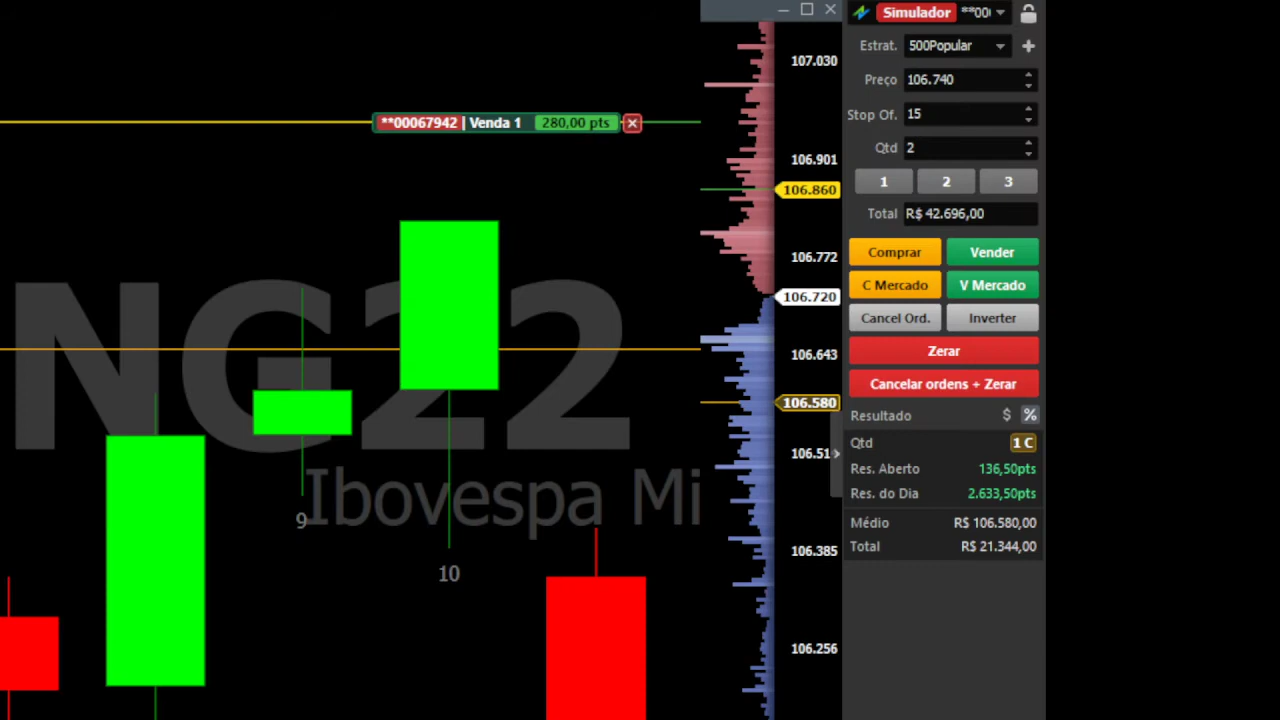 Simulador **00
Estrat. 500Popular
107.030
Preço 106.740
Stop Of. 15
**00067942 | Venda 1 280,00 pts
Qtd 2
106.901
1 2 3
106.860
Total R$ 42.696,00
Comprar Vender
106.772
C Mercado V Mercado
106.720
Cancel Ord. Inverter
NG22
106.643
Zerar
Cancelar ordens + Zerar
106.580
Resultado $ %
Qtd 1 C
106.51
Res. Aberto 136,50pts
Res. do Dia 2.633,50pts
Ibovespa Mi
9
Médio R$ 106.580,00
Total R$ 21.344,00
106.385
10
106.256